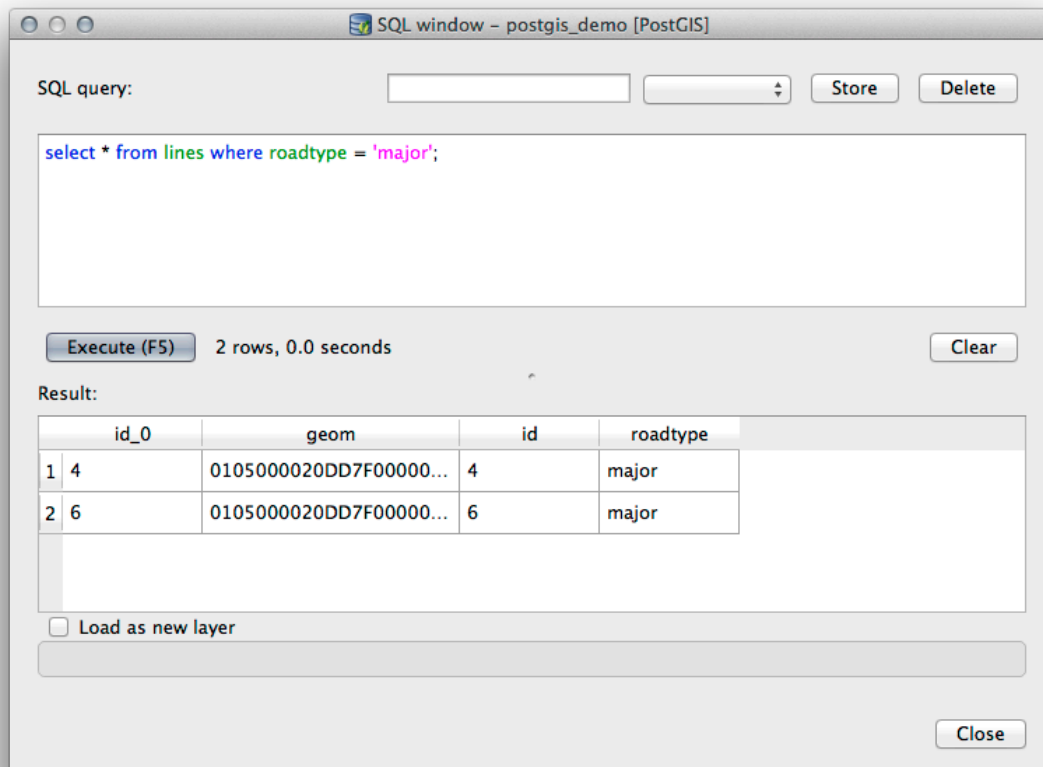 SQL window – postgis_demo [PostGIS]
SQL query:
Store
Delete
select * from lines where roadtype = 'major';
Execute (F5)
2 rows, 0.0 seconds
Clear
Result:
id_0 geom id roadtype
1 4 0105000020DD7F00000... 4 major
2 6 0105000020DD7F00000... 6 major
Load as new layer
Close